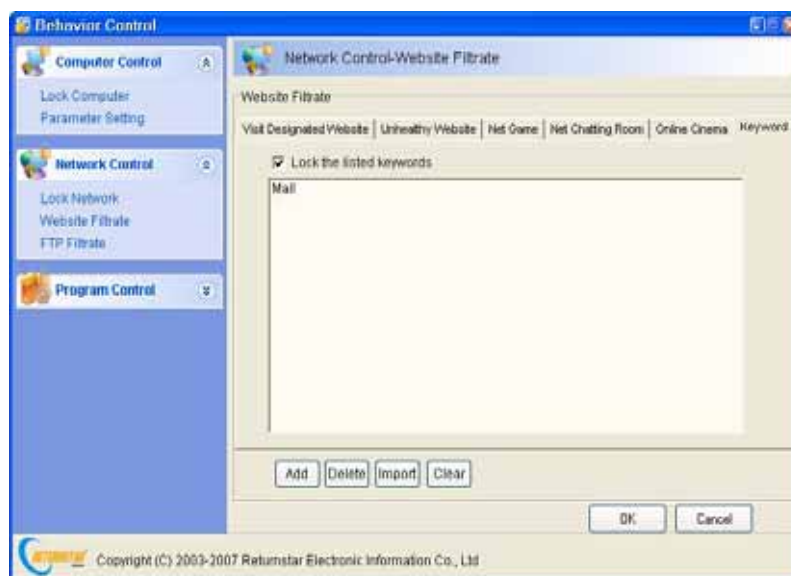 Behavior Control
Computer Control
Lock Computer
Parameter Setting
Network Control
Lock Network
Website Filtrate
FTP Filtrate
Program Control
Network Control-Website Filtrate
Website Filtrate
Visit Designated Website Unhealthy Website Net Game Net Chatting Room Online Cinema Keyword
Lock the listed keywords
Mail
Add Delete Import Clear
OK Cancel
RETURNSTAR Copyright (C) 2003-2007 Returnstar Electronic Information Co., Ltd